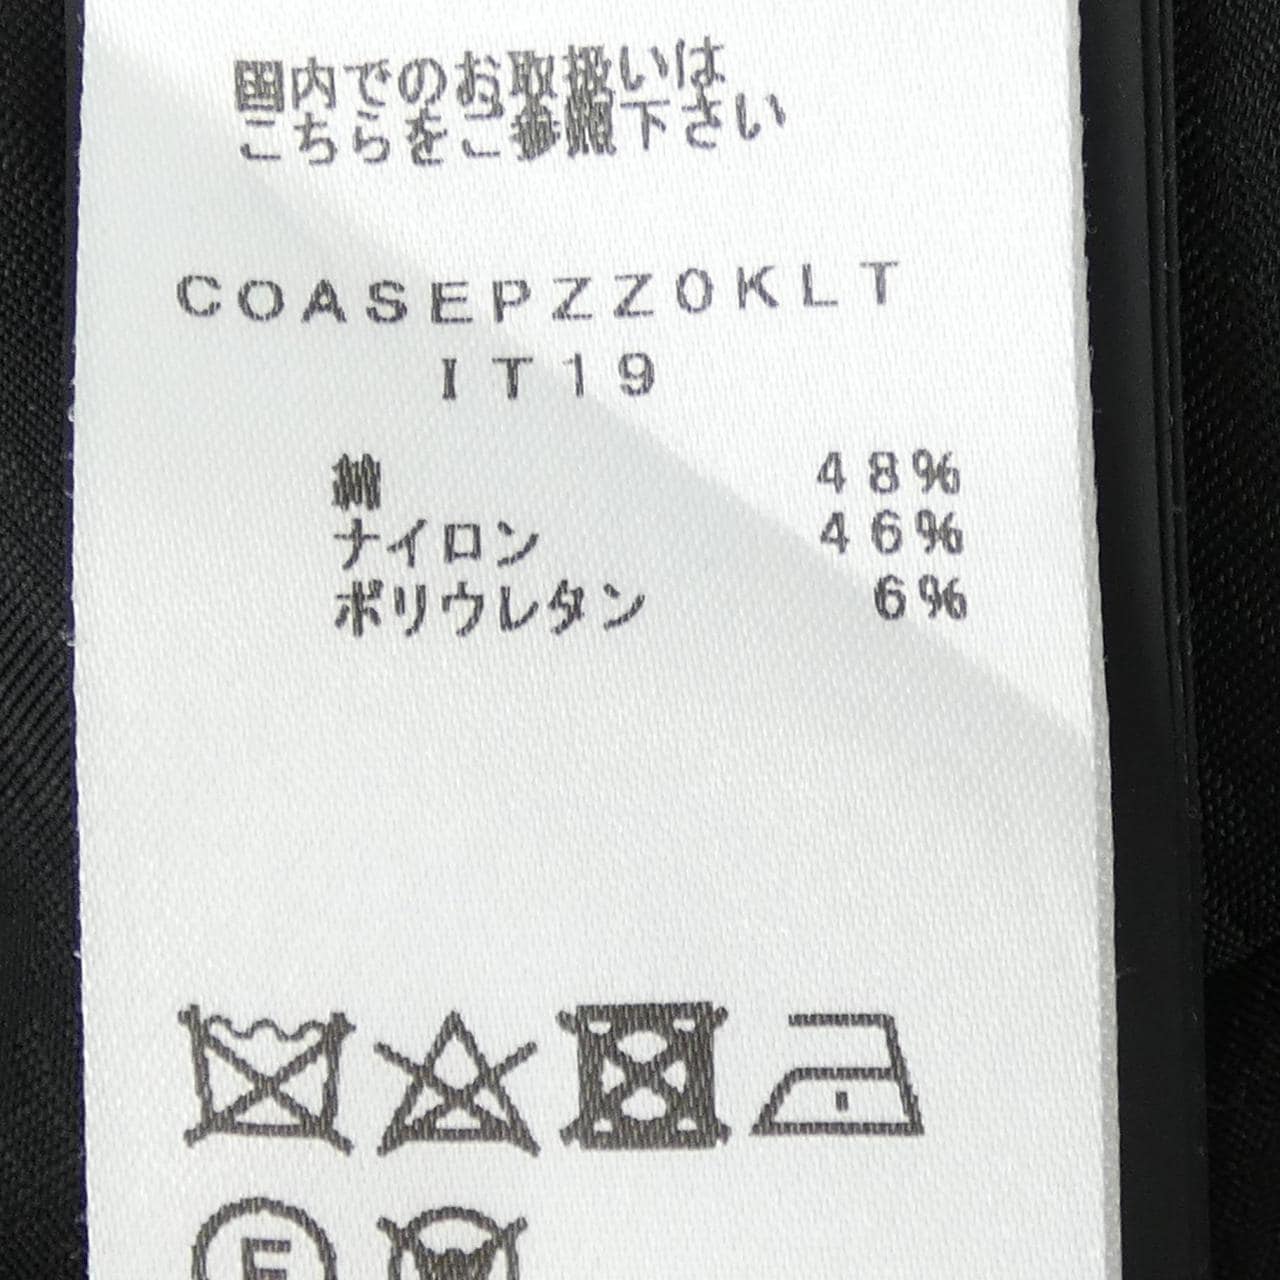 国内でのお取扱いは
こちらをご参照下さい
COASEPZZ0KLT
IT19
綿 48%
ナイロン 46%
ポリウレタン 6%
F